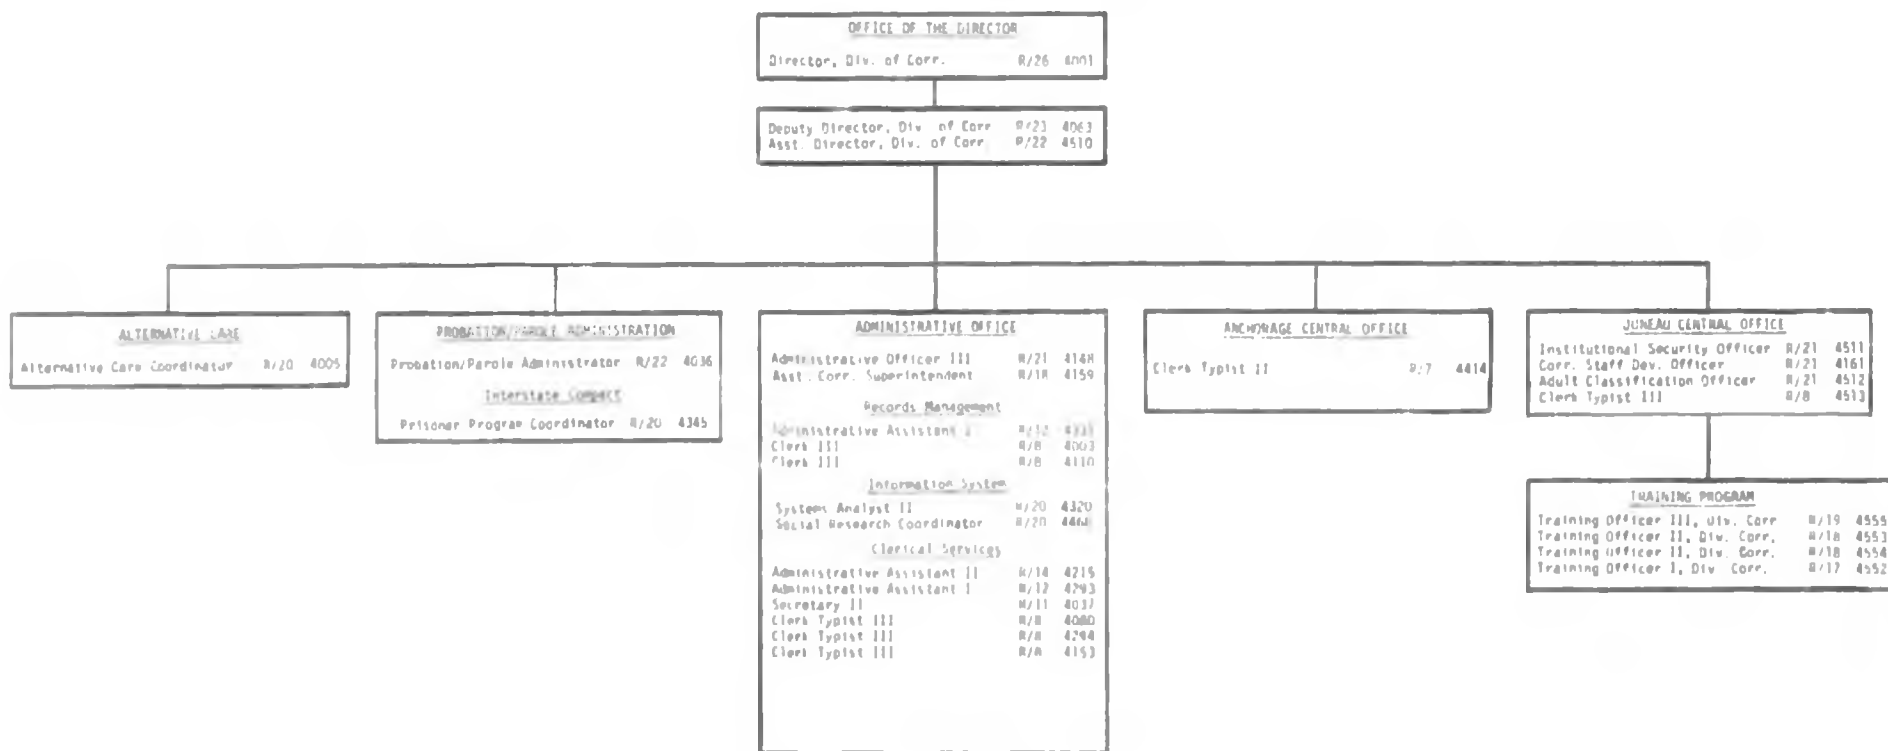 OFFICE OF THE DIRECTOR
Director, Div. of Corr. R/26 4001
Deputy Director, Div. of Corr R/23 4063
Asst. Director, Div. of Corr. R/22 4510
ALTERNATIVE CARE
Alternative Care Coordinator R/20 4005
PROBATION/PAROLE ADMINISTRATION
Probation/Parole Administrator R/22 4036
Interstate Compact
Prisoner Program Coordinator R/20 4345
ADMINISTRATIVE OFFICE
Administrative Officer III R/21 4148
Asst. Corr. Superintendent R/18 4159
Records Management
Administrative Assistant I R/12
Clerk III R/8 4003
Clerk III R/8 4110
Information System
Systems Analyst II R/20 4320
Social Research Coordinator R/20
Clerical Services
Administrative Assistant II R/14 4215
Administrative Assistant I R/12 4293
Secretary II R/11 4037
Clerk Typist III R/8 4080
Clerk Typist III R/8 4294
Clerk Typist III R/8 4153
ANCHORAGE CENTRAL OFFICE
Clerk Typist II R/7 4414
JUNEAU CENTRAL OFFICE
Institutional Security Officer R/21 4511
Corr. Staff Dev. Officer R/21 4161
Adult Classification Officer R/21 4512
Clerk Typist III R/8 4513
TRAINING PROGRAM
Training Officer III, Div. Corr R/19 4555
Training Officer II, Div. Corr. R/18 4553
Training Officer II, Div. Corr. R/18 4554
Training Officer I, Div. Corr. R/17 4552